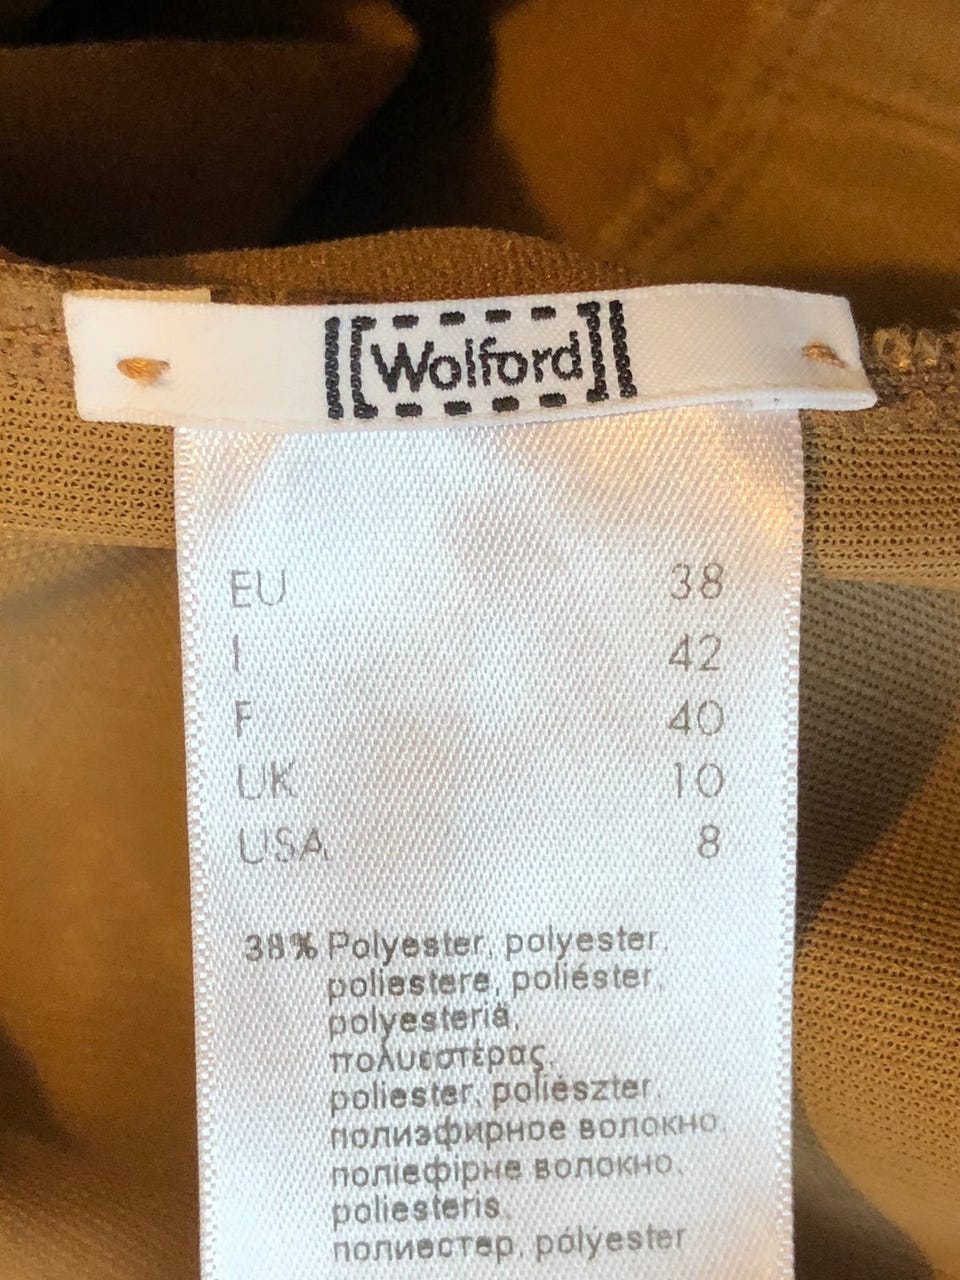 Wolford
EU 38
I 42
F 40
UK 10
USA 8
38% Polyester, polyester,
poliestere, poliéster,
polyesteriä,
πολυεστέρας,
poliester, poliészter,
полиэфирное волокно,
поліефірне волокно,
poliesteris,
полиестер, pólyester